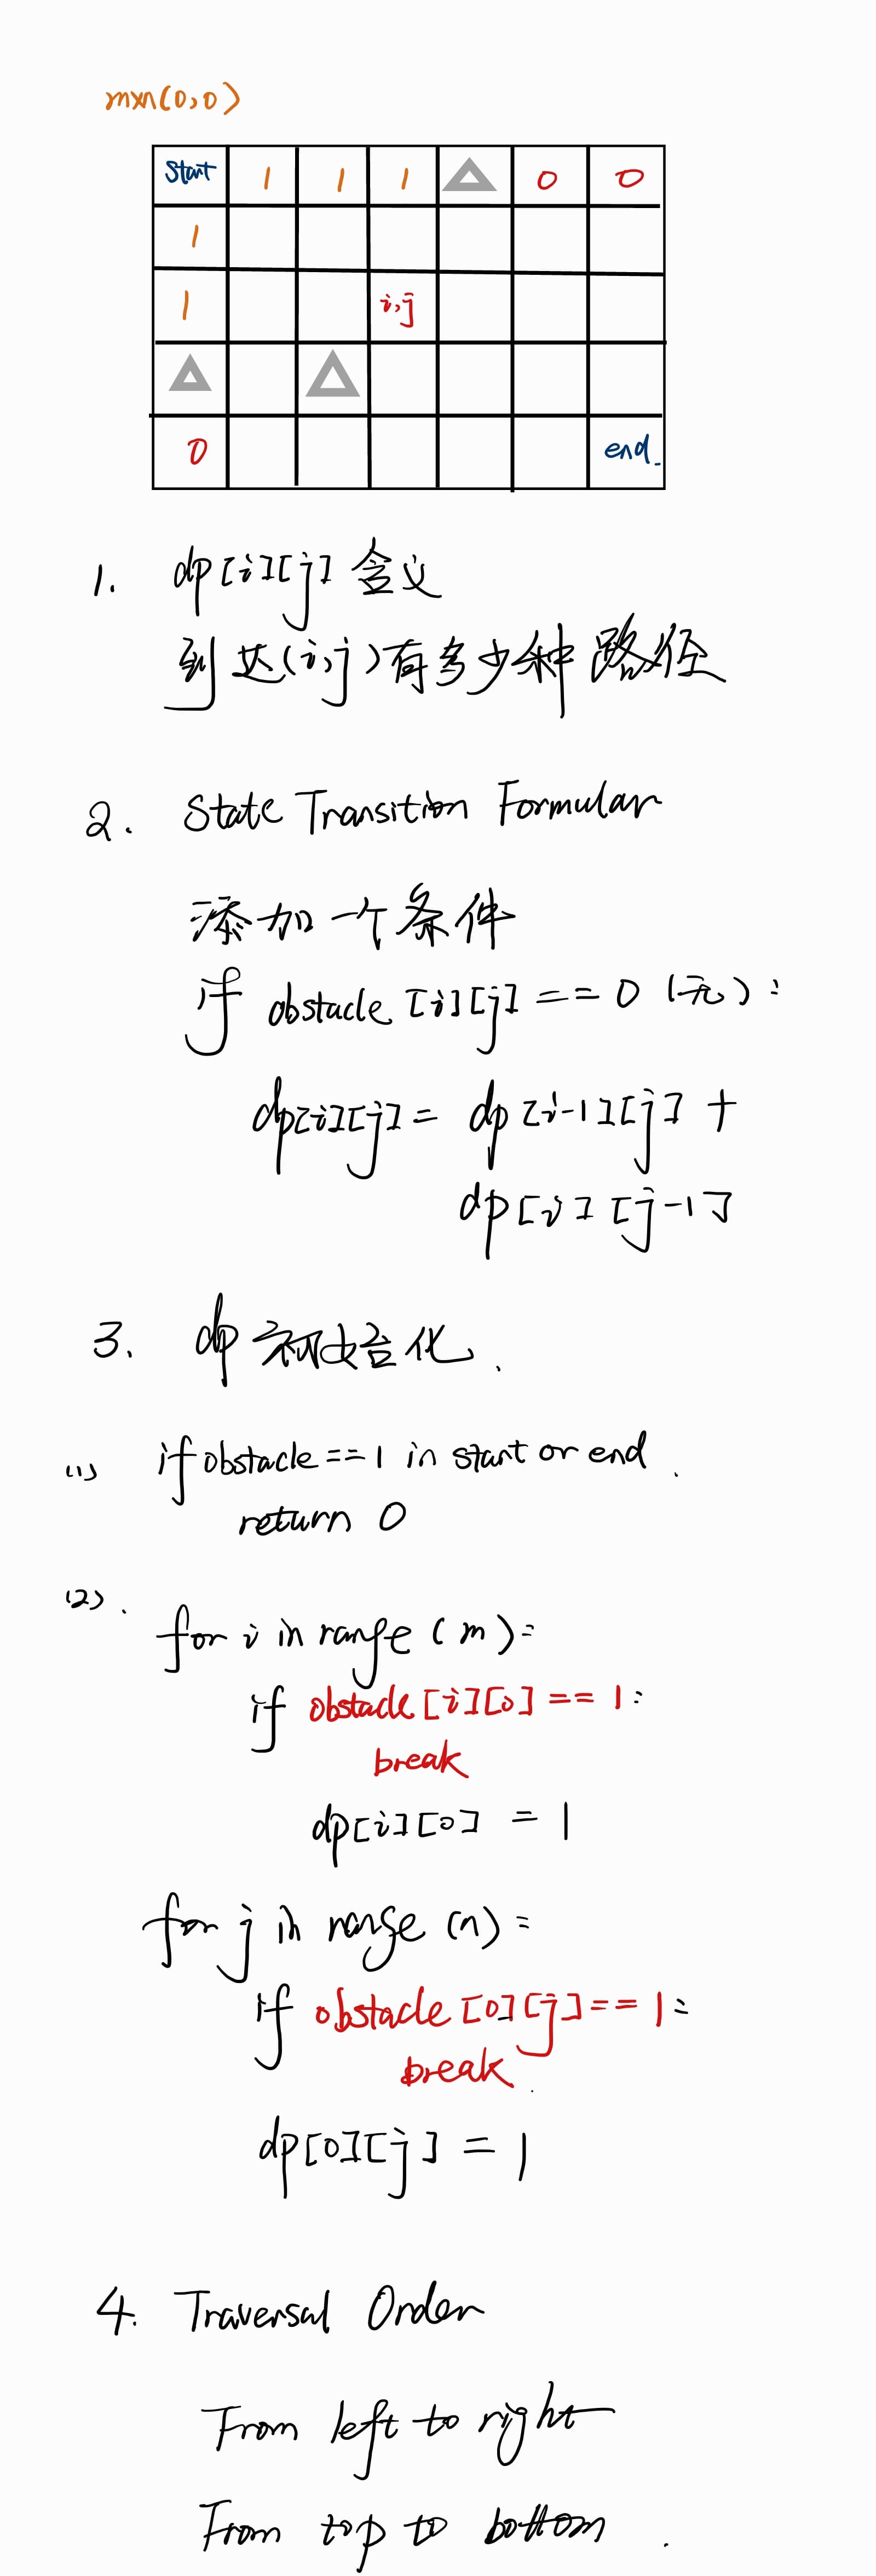 m×n(0,0)
start 1 1 1 0 0
1
1 i,j
0 end.
1. dp[i][j] 含义
到达(i,j)有多少种路径
2. State Transition Formular
添加一个条件
if obstacle [i][j] == 0 (无):
dp[i][j] = dp[i-1][j] +
dp[i][j-1]
3. dp 初始化.
(1) if obstacle == 1 in start or end.
return 0
(2).
for i in range (m):
if obstacle[i][0] == 1:
break
dp[i][0] = 1
for j in range (n):
if obstacle[0][j] == 1:
break
dp[0][j] = 1
4. Traversal Order
From left to right
From top to bottom.